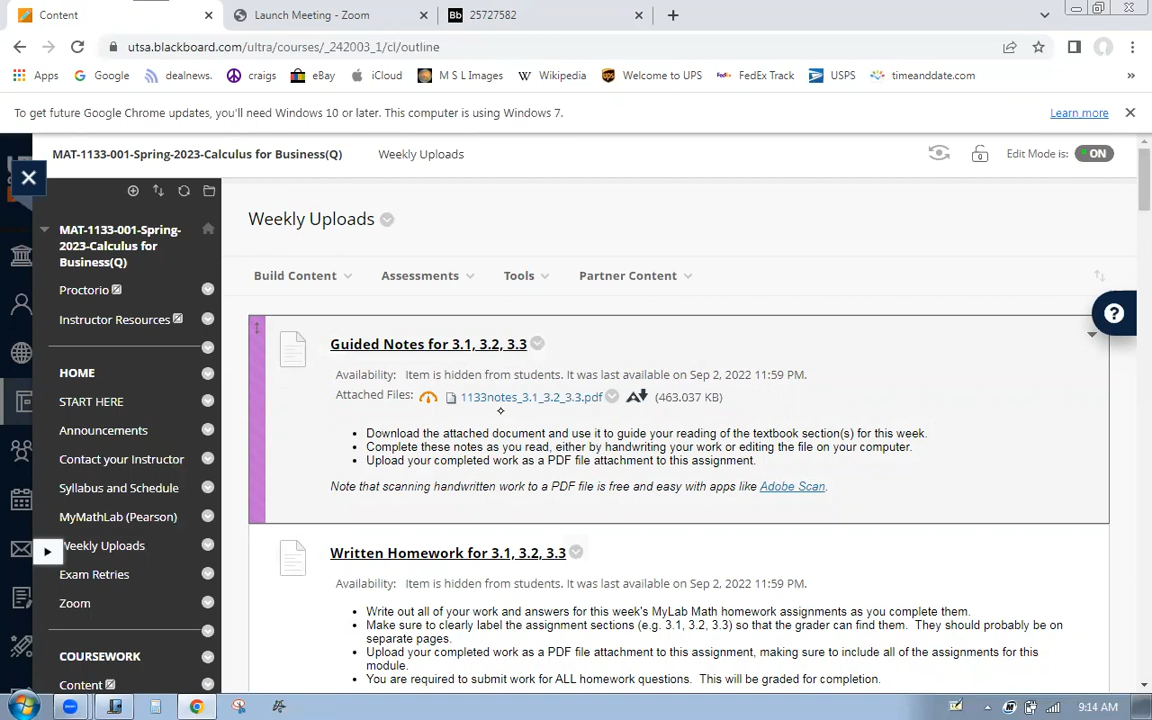 Content
Launch Meeting - Zoom
Bb 25727582
utsa.blackboard.com/ultra/courses/_242003_1/cl/outline
Apps Google dealnews. craigs eBay iCloud M S L Images Wikipedia Welcome to UPS FedEx Track USPS timeanddate.com »
To get future Google Chrome updates, you'll need Windows 10 or later. This computer is using Windows 7.
Learn more
MAT-1133-001-Spring-2023-Calculus for Business(Q) Weekly Uploads
Edit Mode is: ON
MAT-1133-001-Spring-
2023-Calculus for
Business(Q)
Proctorio
Instructor Resources
HOME
START HERE
Announcements
Contact your Instructor
Syllabus and Schedule
MyMathLab (Pearson)
Weekly Uploads
Exam Retries
Zoom
COURSEWORK
Content
Weekly Uploads
Build Content Assessments Tools Partner Content
Guided Notes for 3.1, 3.2, 3.3
Availability: Item is hidden from students. It was last available on Sep 2, 2022 11:59 PM.
Attached Files: 1133notes_3.1_3.2_3.3.pdf (463.037 KB)
• Download the attached document and use it to guide your reading of the textbook section(s) for this week.
• Complete these notes as you read, either by handwriting your work or editing the file on your computer.
• Upload your completed work as a PDF file attachment to this assignment.
Note that scanning handwritten work to a PDF file is free and easy with apps like Adobe Scan.
Written Homework for 3.1, 3.2, 3.3
Availability: Item is hidden from students. It was last available on Sep 2, 2022 11:59 PM.
• Write out all of your work and answers for this week's MyLab Math homework assignments as you complete them.
• Make sure to clearly label the assignment sections (e.g. 3.1, 3.2, 3.3) so that the grader can find them. They should probably be on
separate pages.
• Upload your completed work as a PDF file attachment to this assignment, making sure to include all of the assignments for this
module.
• You are required to submit work for ALL homework questions. This will be graded for completion.
9:14 AM